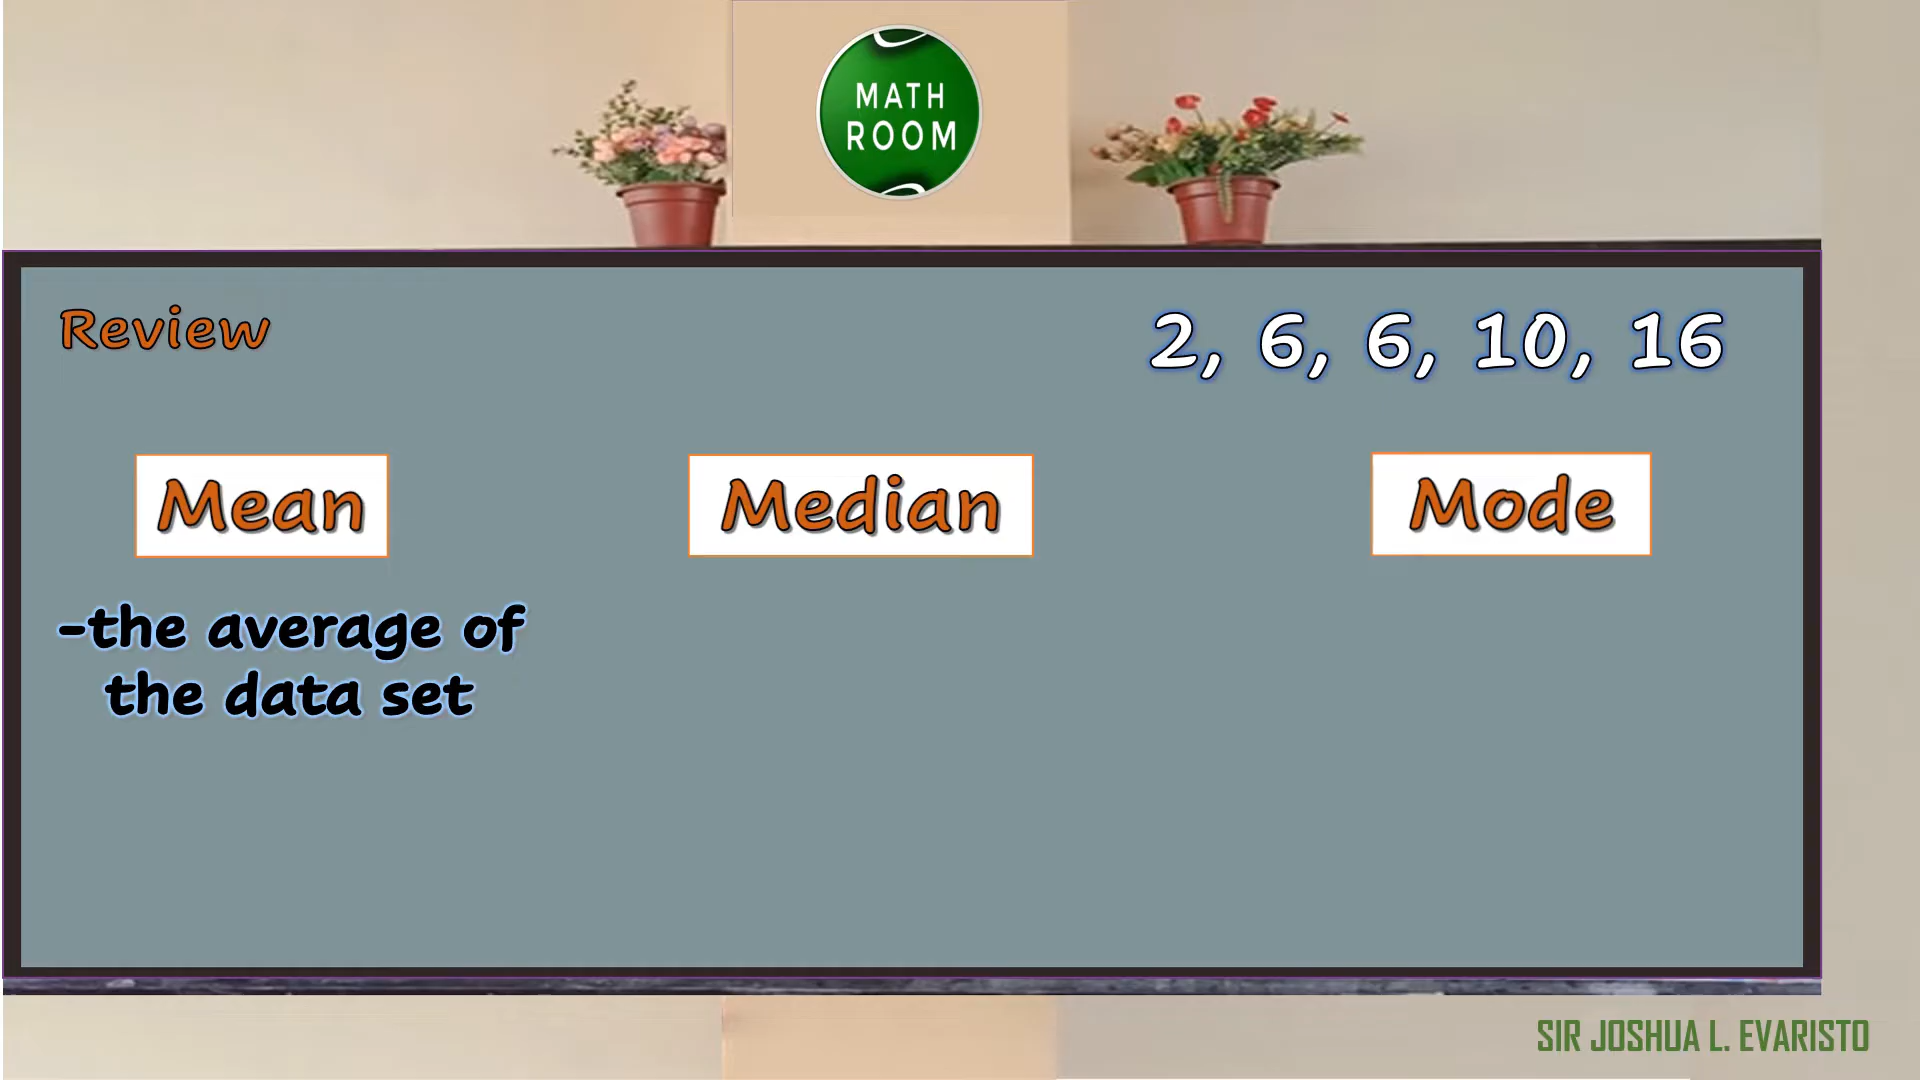 MATH
ROOM
Review
2, 6, 6, 10, 16
Mean
Median
Mode
-the average of
the data set
SIR JOSHUA L. EVARISTO